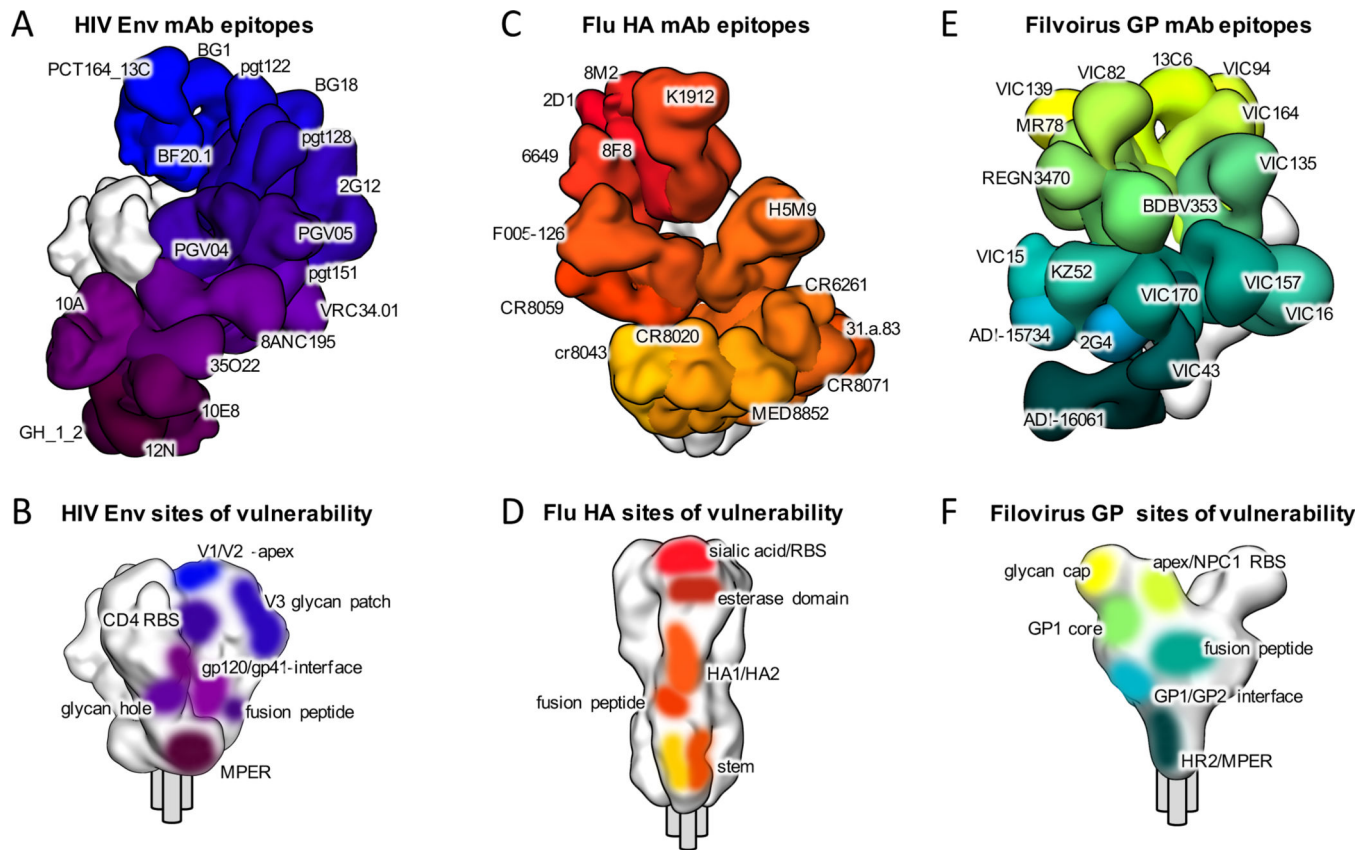 A HIV Env mAb epitopes
PCT164_13C
BG1
pgt122
BG18
pgt128
BF20.1
2G12
PGV04
PGV05
pgt151
10A
VRC34.01
8ANC195
35O22
10E8
GH_1_2
12N
C Flu HA mAb epitopes
8M2
2D1
K1912
6649
8F8
H5M9
F005-126
CR6261
CR8059
31.a.83
CR8020
cr8043
CR8071
MED8852
E Filvoirus GP mAb epitopes
13C6
VIC82
VIC94
VIC139
VIC164
MR78
VIC135
REGN3470
BDBV353
VIC15
KZ52
VIC157
VIC170
VIC16
AD!-15734
2G4
VIC43
AD!-16061
B HIV Env sites of vulnerability
V1/V2 -apex
V3 glycan patch
CD4 RBS
gp120/gp41-interface
glycan hole
fusion peptide
MPER
D Flu HA sites of vulnerability
sialic acid/RBS
esterase domain
HA1/HA2
fusion peptide
stem
F Filovirus GP sites of vulnerability
glycan cap
apex/NPC1 RBS
GP1 core
fusion peptide
GP1/GP2 interface
HR2/MPER